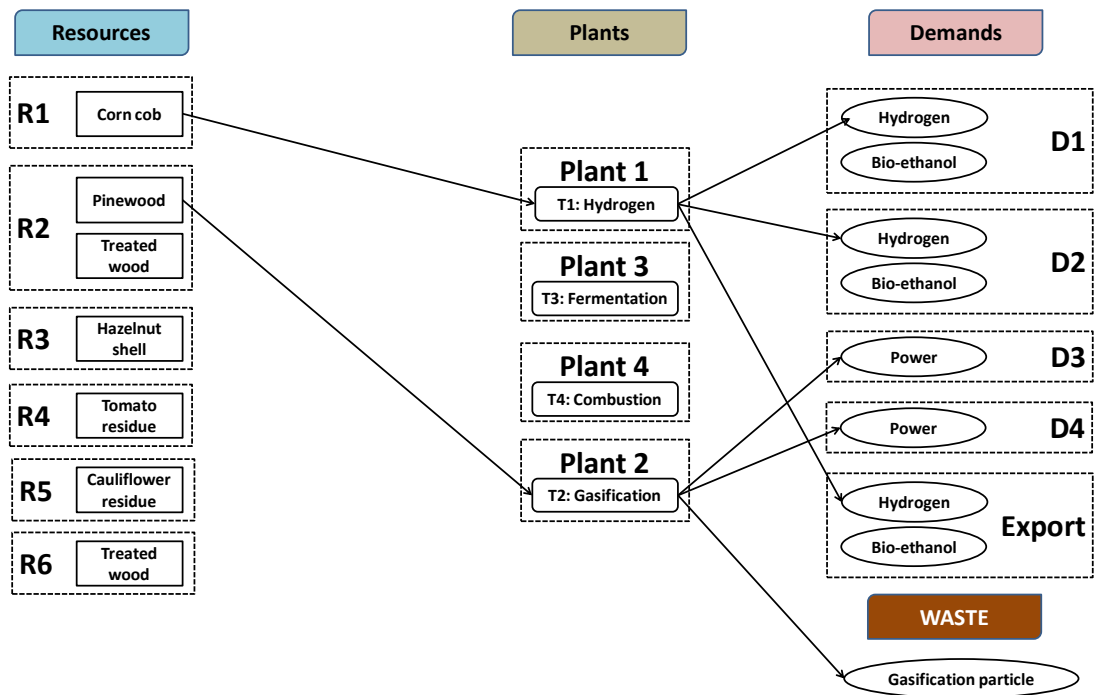 Resources
Plants
Demands
R1
Corn cob
R2
Pinewood
Treated
wood
R3
Hazelnut
shell
R4
Tomato
residue
R5
Cauliflower
residue
R6
Treated
wood
Plant 1
T1: Hydrogen
Plant 3
T3: Fermentation
Plant 4
T4: Combustion
Plant 2
T2: Gasification
Hydrogen
Bio-ethanol
D1
Hydrogen
Bio-ethanol
D2
Power
D3
Power
D4
Hydrogen
Bio-ethanol
Export
WASTE
Gasification particle